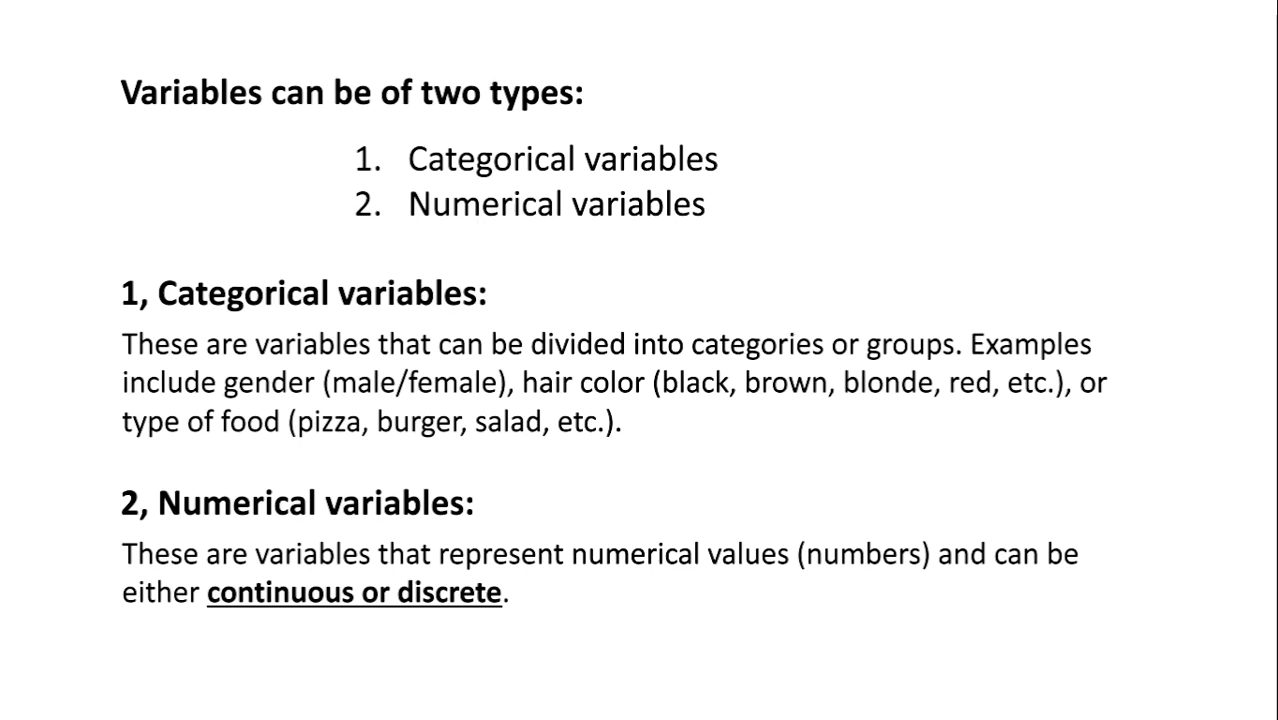 Variables can be of two types:
1. Categorical variables
2. Numerical variables
1, Categorical variables:
These are variables that can be divided into categories or groups. Examples
include gender (male/female), hair color (black, brown, blonde, red, etc.), or
type of food (pizza, burger, salad, etc.).
2, Numerical variables:
These are variables that represent numerical values (numbers) and can be
either continuous or discrete.